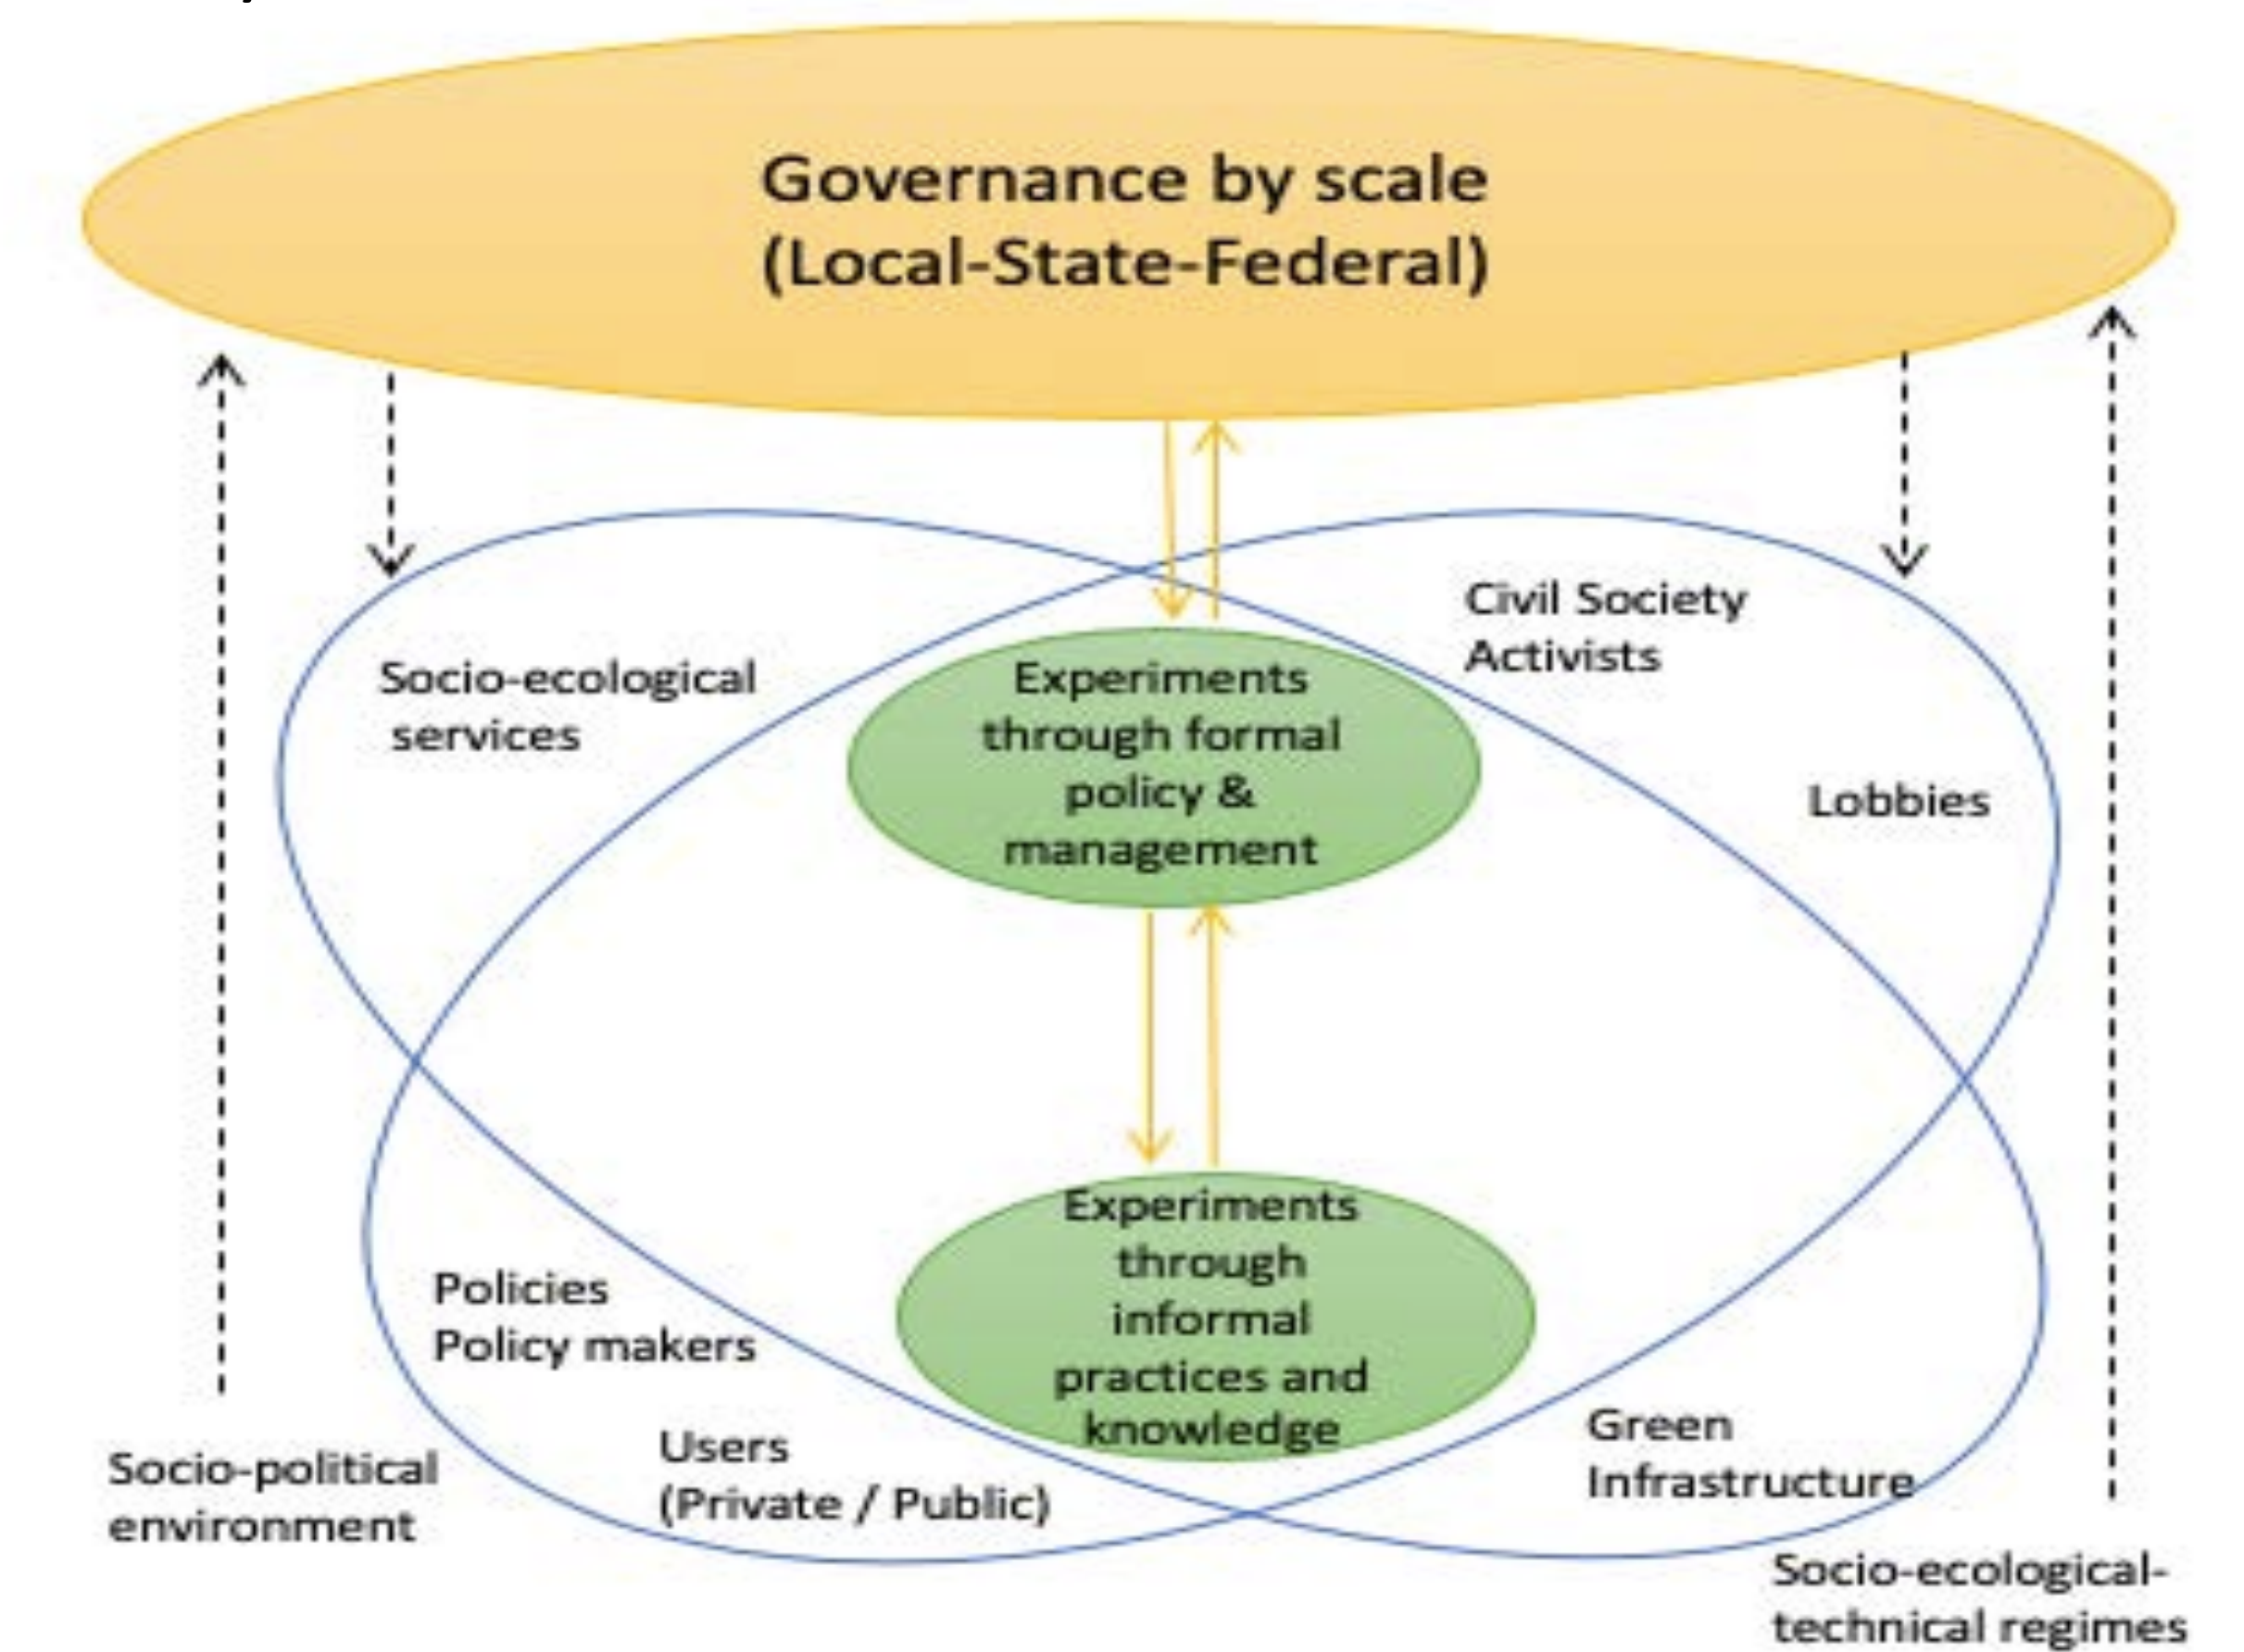 Governance by scale
(Local-State-Federal)
Civil Society
Activists
Socio-ecological
services
Experiments
through formal
policy &
management
Lobbies
Experiments
through
informal
practices and
knowledge
Policies
Policy makers
Users
(Private / Public)
Green
Infrastructure
Socio-political
environment
Socio-ecological-
technical regimes